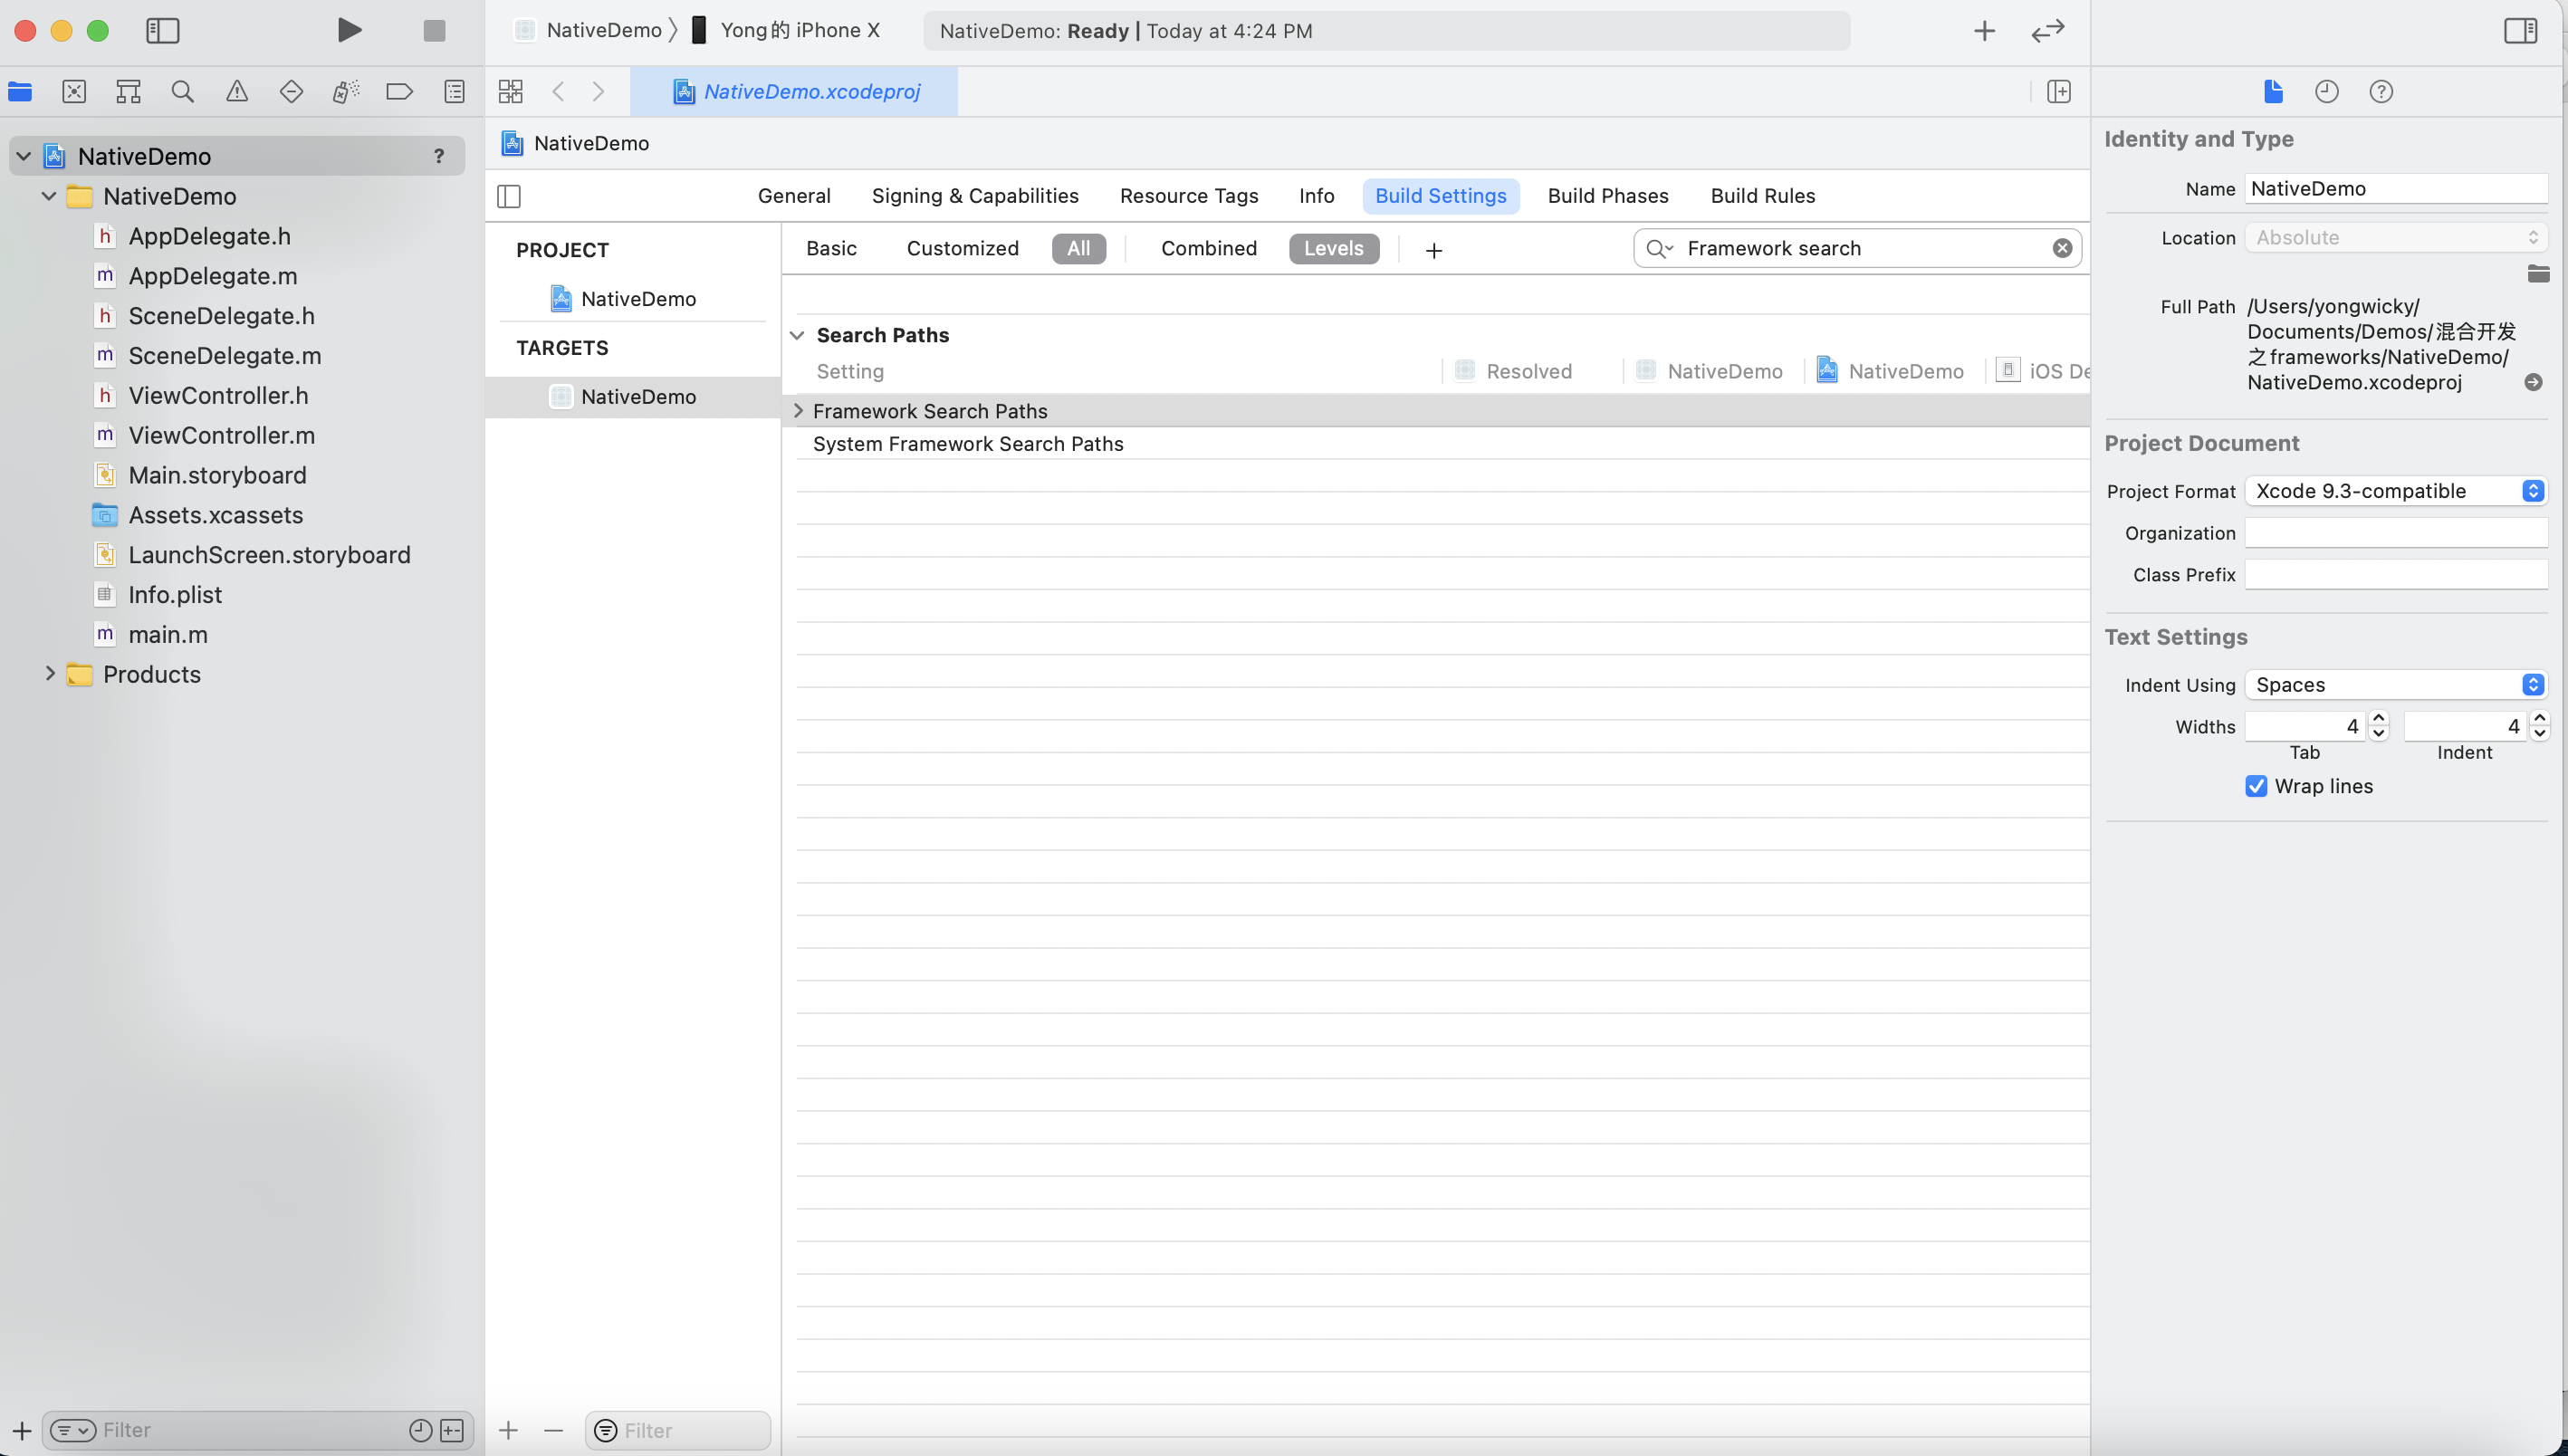 NativeDemo 〉 Yong的 iPhone X
NativeDemo: Ready | Today at 4:24 PM
NativeDemo.xcodeproj
NativeDemo ?
NativeDemo
AppDelegate.h
AppDelegate.m
SceneDelegate.h
SceneDelegate.m
ViewController.h
ViewController.m
Main.storyboard
Assets.xcassets
LaunchScreen.storyboard
Info.plist
main.m
Products
Filter
NativeDemo
General Signing & Capabilities Resource Tags Info Build Settings Build Phases Build Rules
PROJECT
NativeDemo
TARGETS
NativeDemo
Filter
Basic Customized All Combined Levels + Framework search
Search Paths
Setting Resolved NativeDemo NativeDemo iOS De
Framework Search Paths
System Framework Search Paths
Identity and Type
Name NativeDemo
Location Absolute
Full Path /Users/yongwicky/
Documents/Demos/混合开发
之frameworks/NativeDemo/
NativeDemo.xcodeproj
Project Document
Project Format Xcode 9.3-compatible
Organization
Class Prefix
Text Settings
Indent Using Spaces
Widths 4 4
Tab Indent
Wrap lines